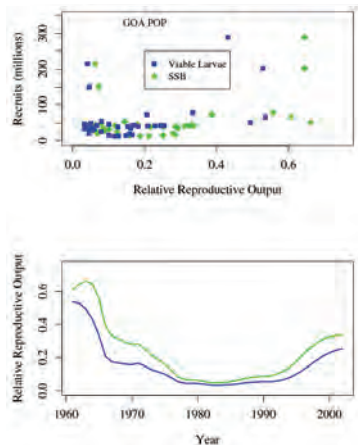 GOA POP
Viable Larvae
SSB
Recruits (millions)
300
200
100
0
0.0 0.2 0.4 0.6 0.8
Relative Reproductive Output
Relative Reproductive Output
0.6
0.4
0.2
0.0
1960 1970 1980 1990 2000
Year